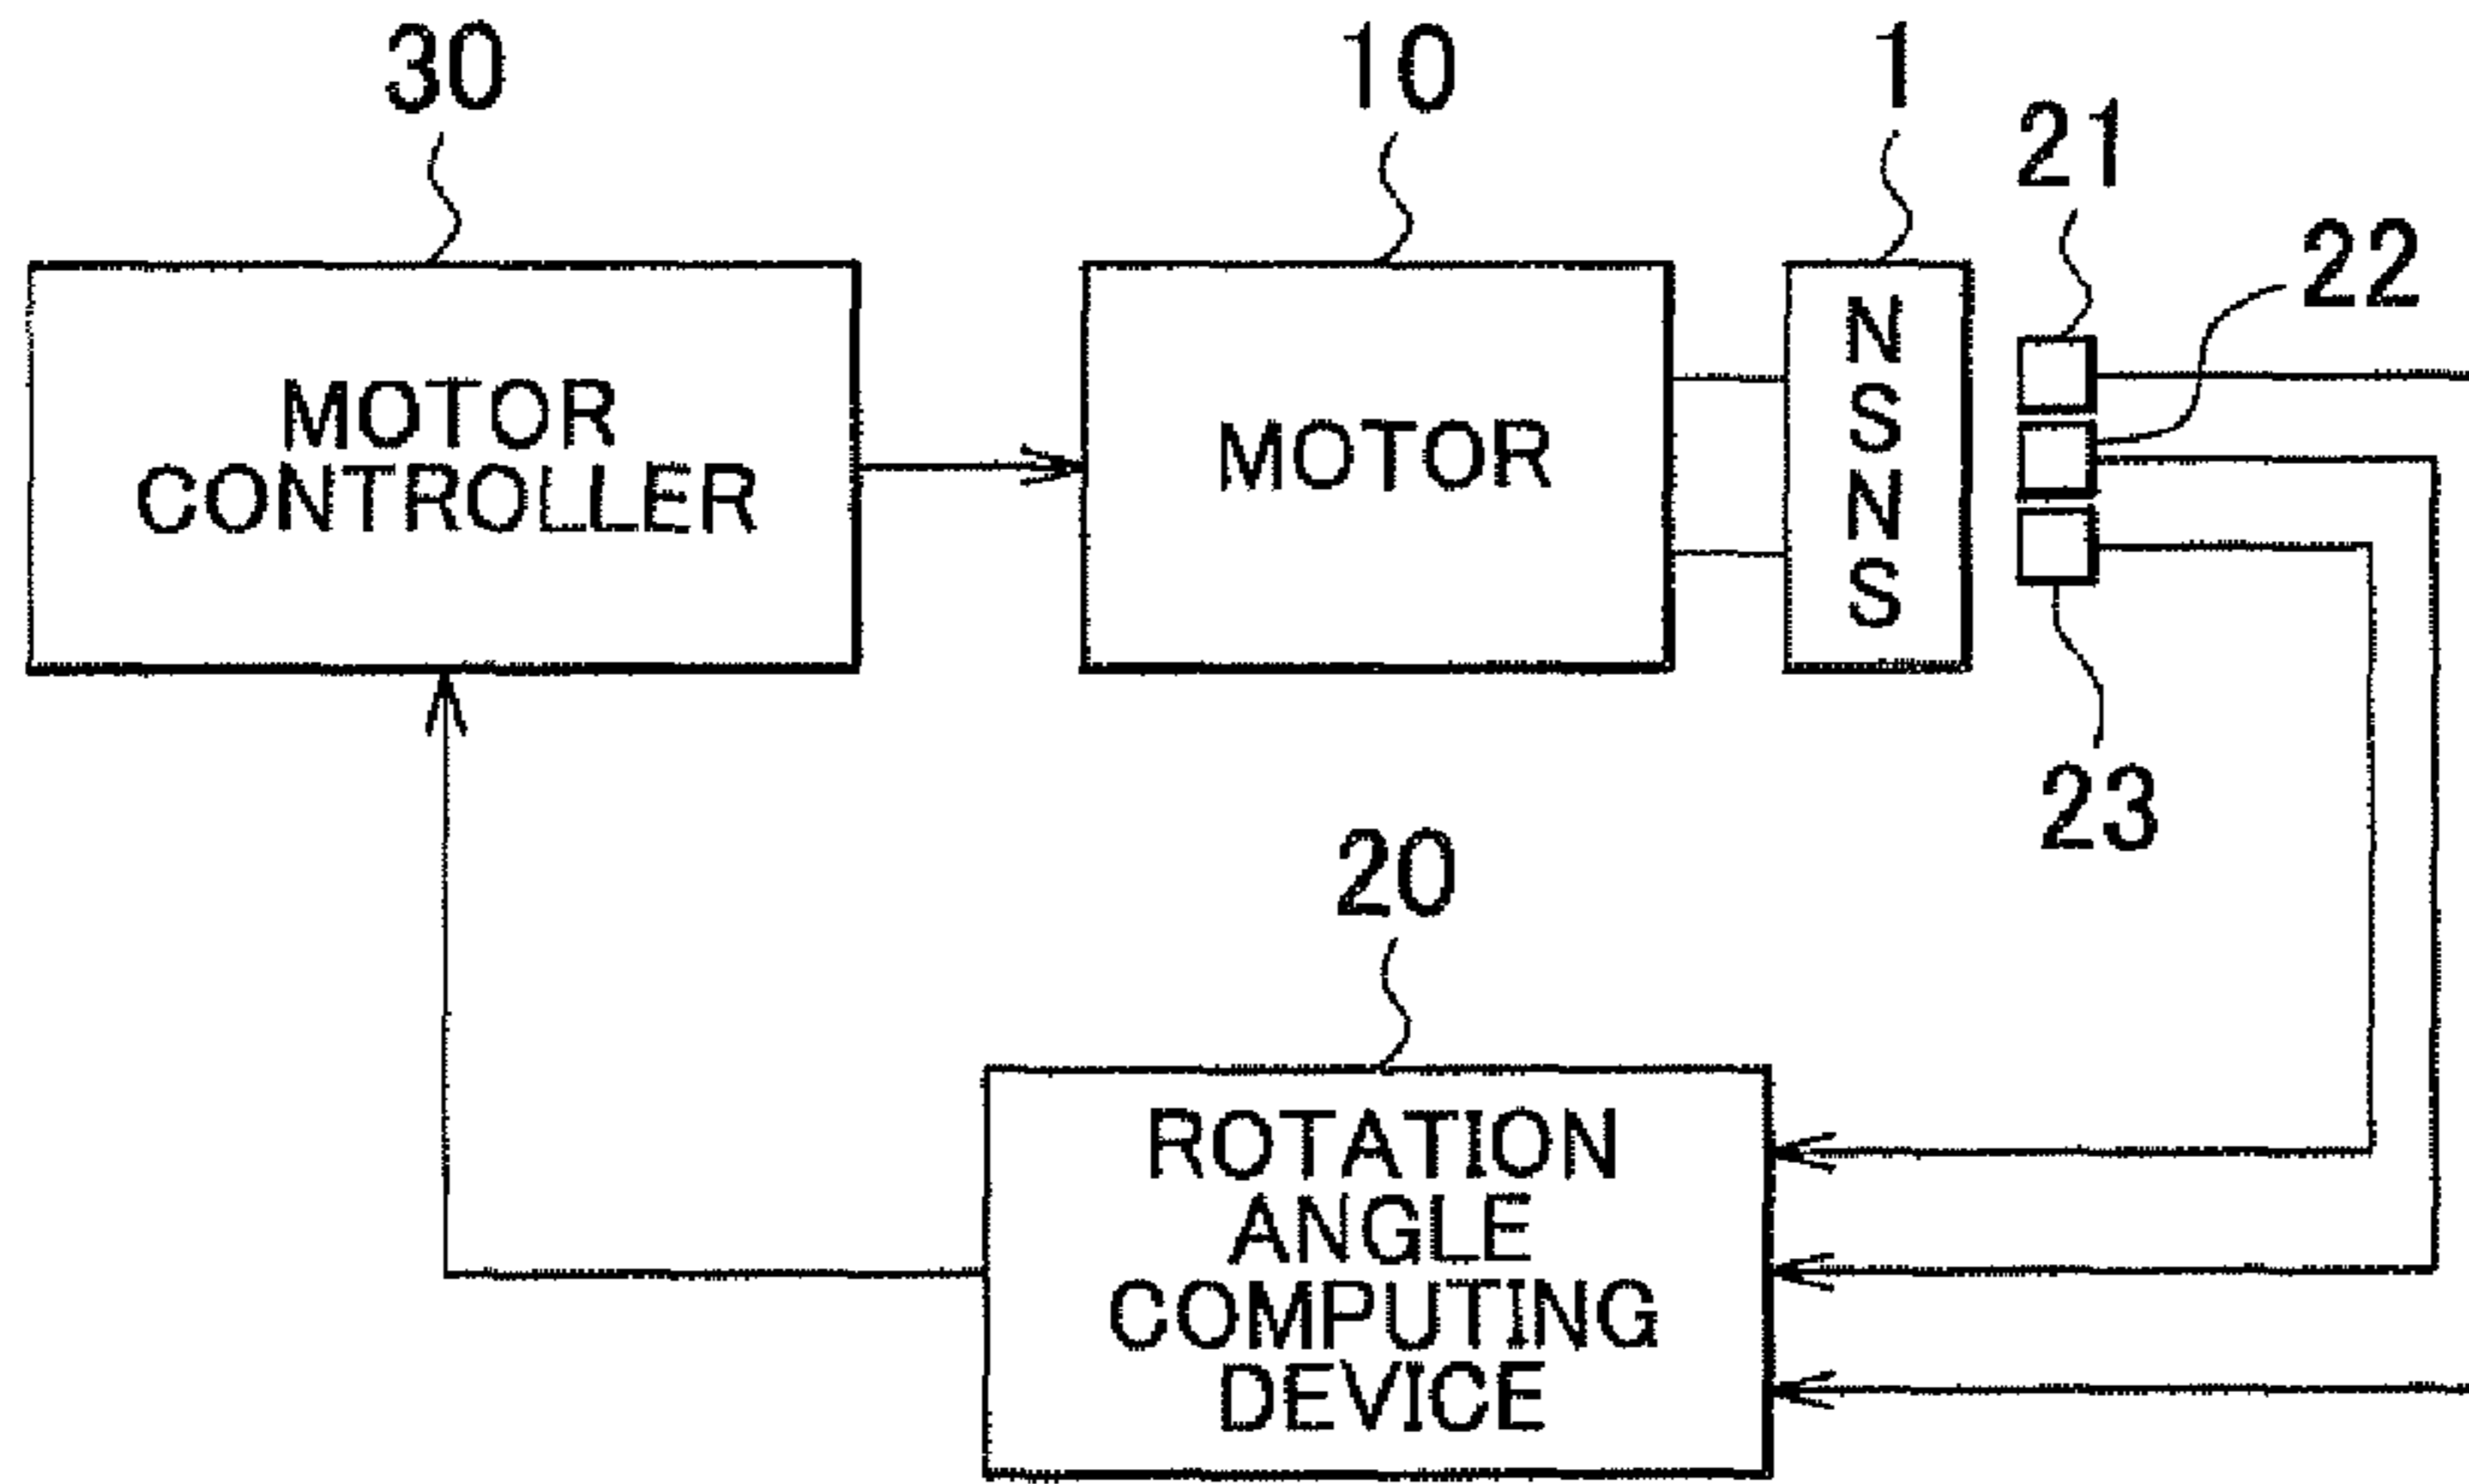 30
10
1
21
22
MOTOR
CONTROLLER
MOTOR
N
S
N
S
23
20
ROTATION
ANGLE
COMPUTING
DEVICE